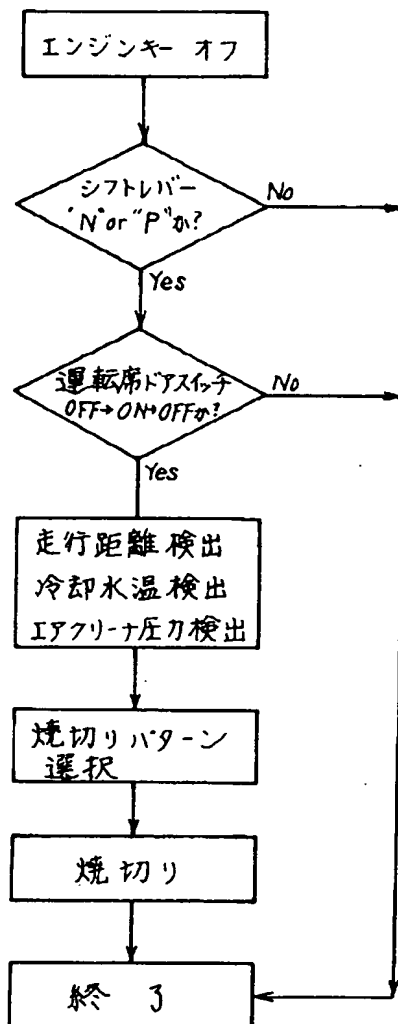 エンジンキー オフ
シフトレバー
"N" or "P"か?
No
Yes
運転席ドアスイッチ
OFF→ON→OFFか?
No
Yes
走行距離検出
冷却水温検出
エアクリーナ圧力検出
焼切りパターン
選択
焼切り
終了